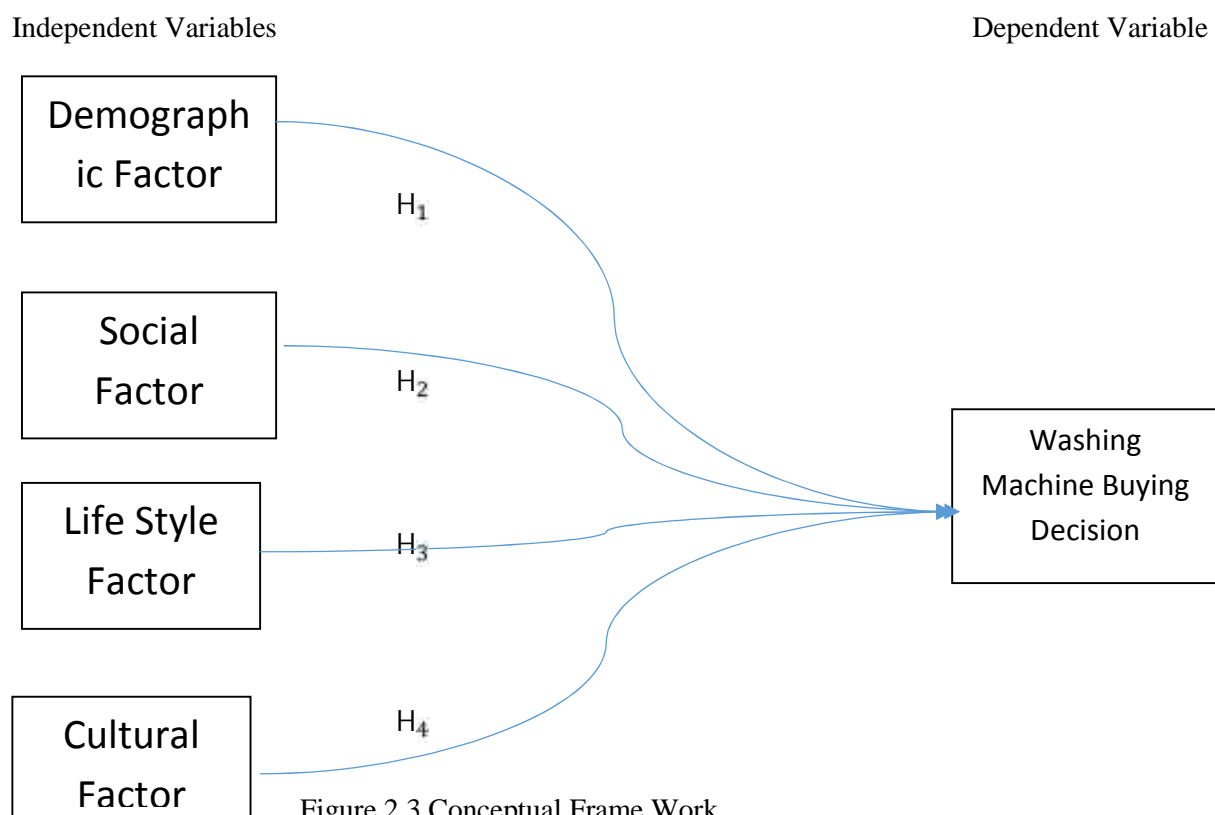 Independent Variables
Dependent Variable
Demograph
ic Factor
H₁
Social
Factor
H₂
Washing
Machine Buying
Decision
Life Style
Factor
H₃
Cultural
Factor
H₄
Figure 2.3 Conceptual Frame Work